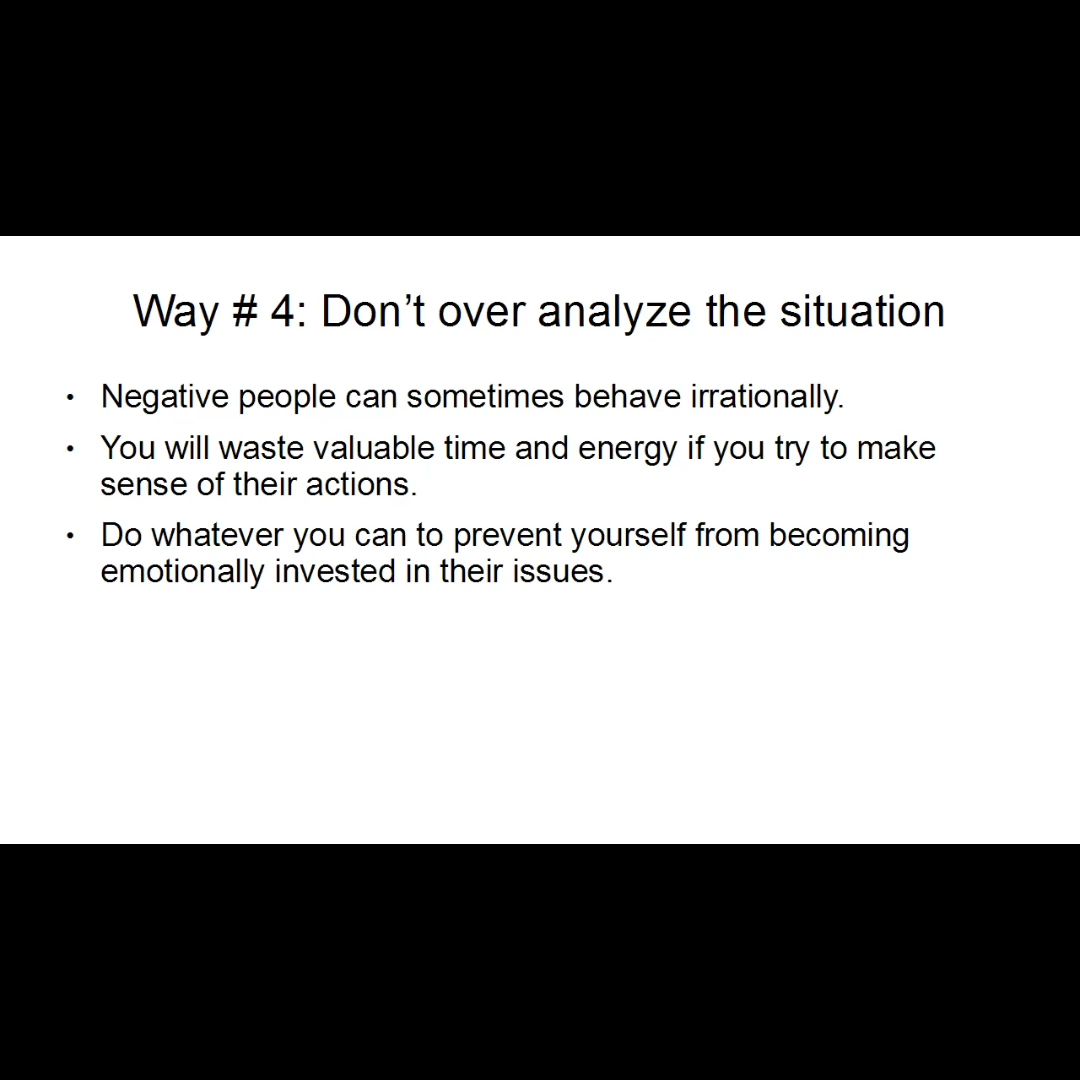 Way # 4: Don’t over analyze the situation
• Negative people can sometimes behave irrationally.
• You will waste valuable time and energy if you try to make
sense of their actions.
• Do whatever you can to prevent yourself from becoming
emotionally invested in their issues.